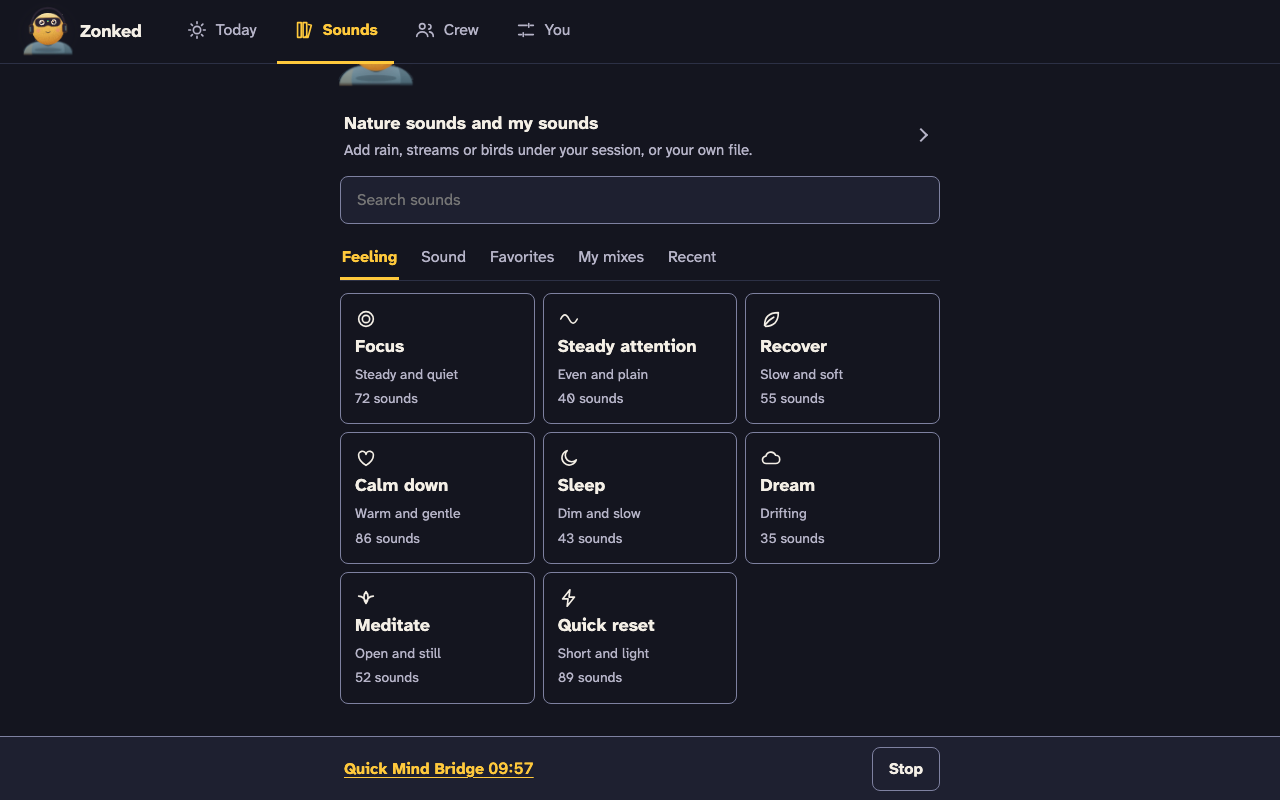 Zonked
Today
Sounds
Crew
You
Nature sounds and my sounds
Add rain, streams or birds under your session, or your own file.
Search sounds
Feeling
Sound
Favorites
My mixes
Recent
Focus
Steady and quiet
72 sounds
Steady attention
Even and plain
40 sounds
Recover
Slow and soft
55 sounds
Calm down
Warm and gentle
86 sounds
Sleep
Dim and slow
43 sounds
Dream
Drifting
35 sounds
Meditate
Open and still
52 sounds
Quick reset
Short and light
89 sounds
Quick Mind Bridge 09:57
Stop